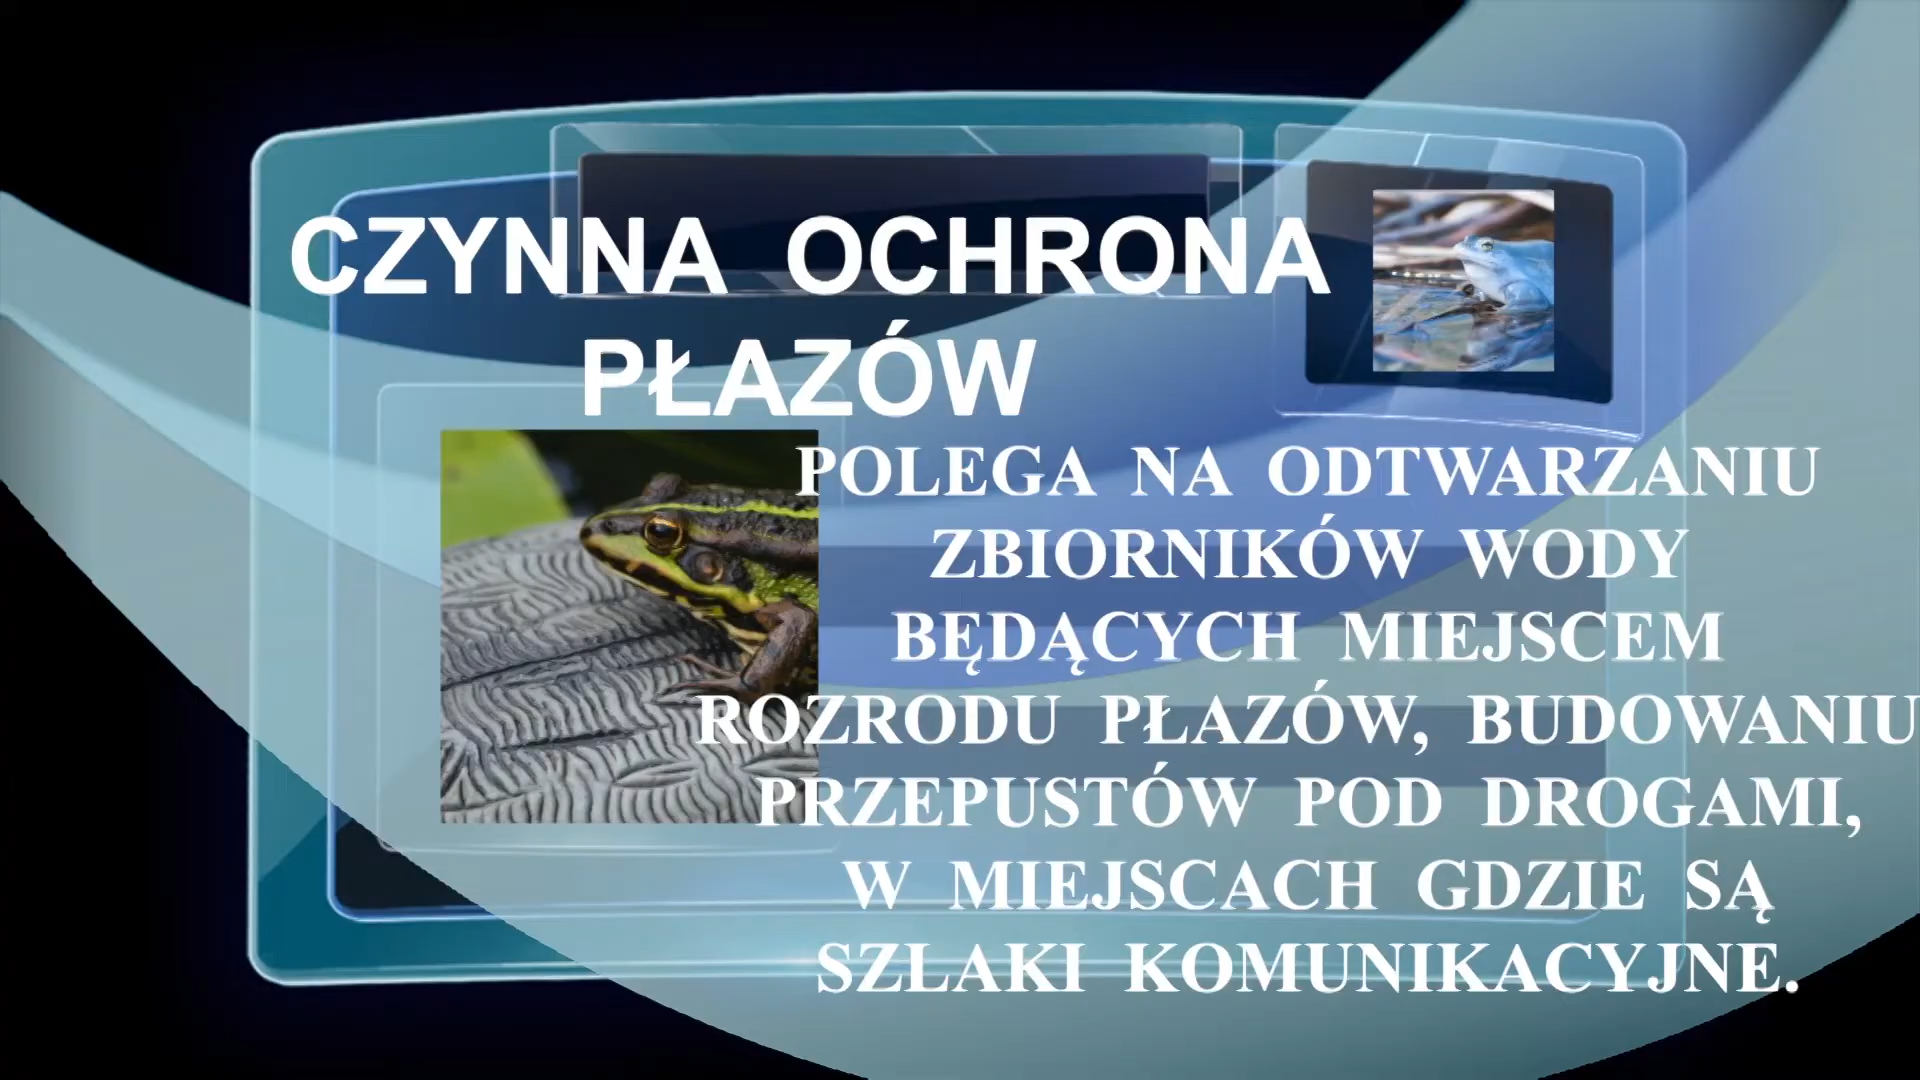 CZYNNA OCHRONA
PŁAZÓW
POLEGA NA ODTWARZANIU
ZBIORNIKÓW WODY
BĘDĄCYCH MIEJSCEM
ROZRODU PŁAZÓW, BUDOWANIU
PRZEPUSTÓW POD DROGAMI,
W MIEJSCACH GDZIE SĄ
SZLAKI KOMUNIKACYJNE.